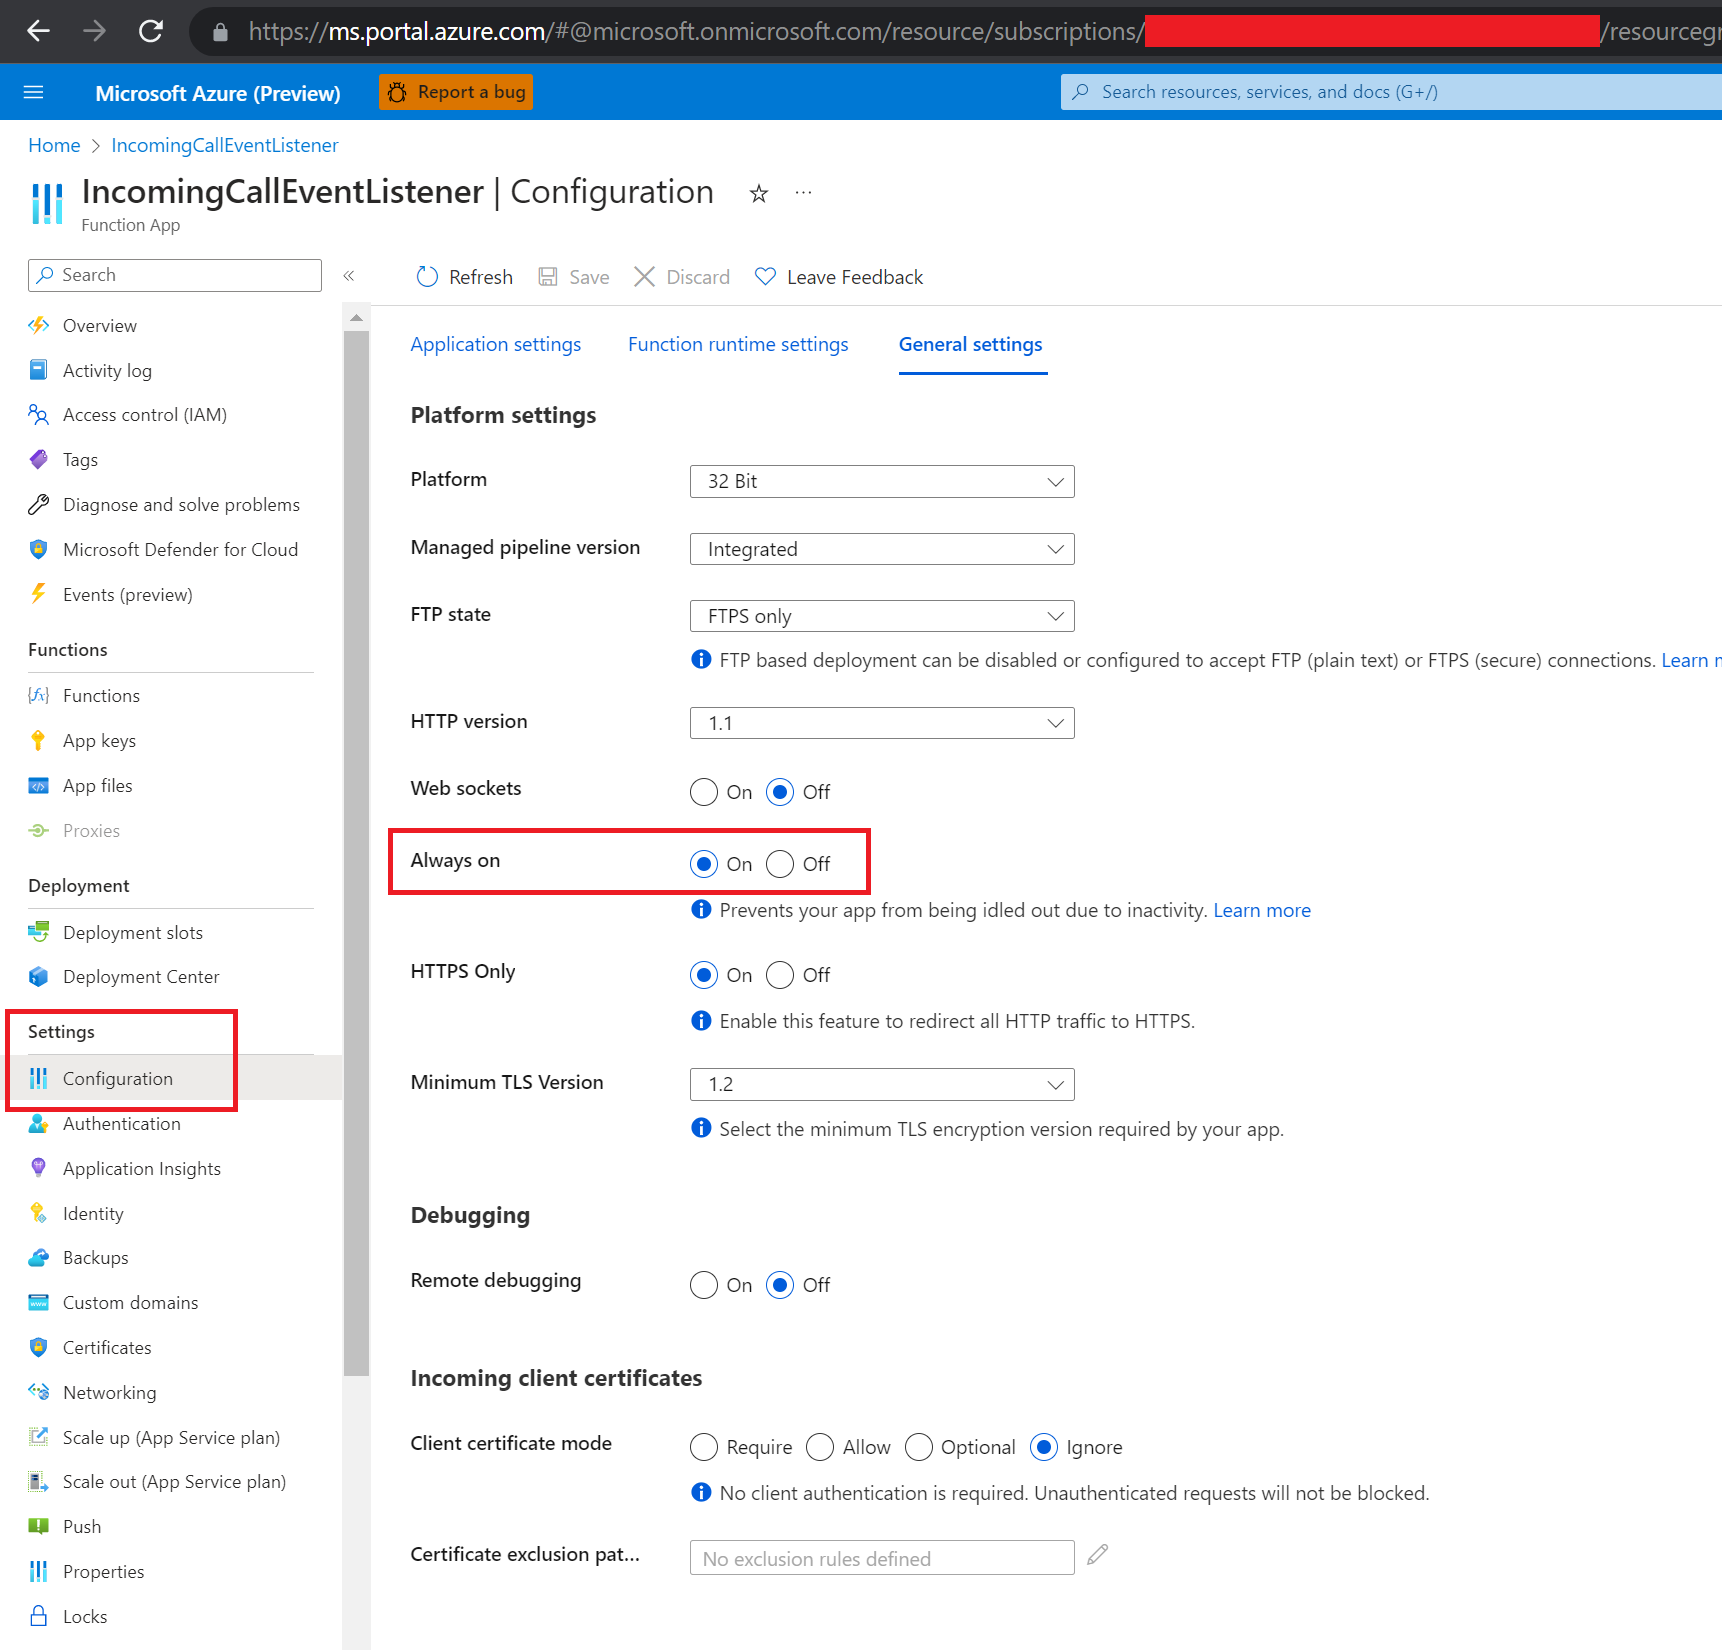 https://ms.portal.azure.com/#@microsoft.onmicrosoft.com/resource/subscriptions/ /resourcegr
Microsoft Azure (Preview)
Report a bug
Search resources, services, and docs (G+/)
Home > IncomingCallEventListener
IncomingCallEventListener | Configuration ☆ ...
Function App
Search
«
Refresh
Save
Discard
Leave Feedback
Overview
Activity log
Access control (IAM)
Tags
Diagnose and solve problems
Microsoft Defender for Cloud
Events (preview)
Functions
Functions
App keys
App files
Proxies
Deployment
Deployment slots
Deployment Center
Settings
Configuration
Authentication
Application Insights
Identity
Backups
Custom domains
Certificates
Networking
Scale up (App Service plan)
Scale out (App Service plan)
Push
Properties
Locks
Application settings
Function runtime settings
General settings
Platform settings
Platform
32 Bit
Managed pipeline version
Integrated
FTP state
FTPS only
FTP based deployment can be disabled or configured to accept FTP (plain text) or FTPS (secure) connections. Learn m
HTTP version
1.1
Web sockets
On Off
Always on
On Off
Prevents your app from being idled out due to inactivity. Learn more
HTTPS Only
On Off
Enable this feature to redirect all HTTP traffic to HTTPS.
Minimum TLS Version
1.2
Select the minimum TLS encryption version required by your app.
Debugging
Remote debugging
On Off
Incoming client certificates
Client certificate mode
Require Allow Optional Ignore
No client authentication is required. Unauthenticated requests will not be blocked.
Certificate exclusion pat...
No exclusion rules defined